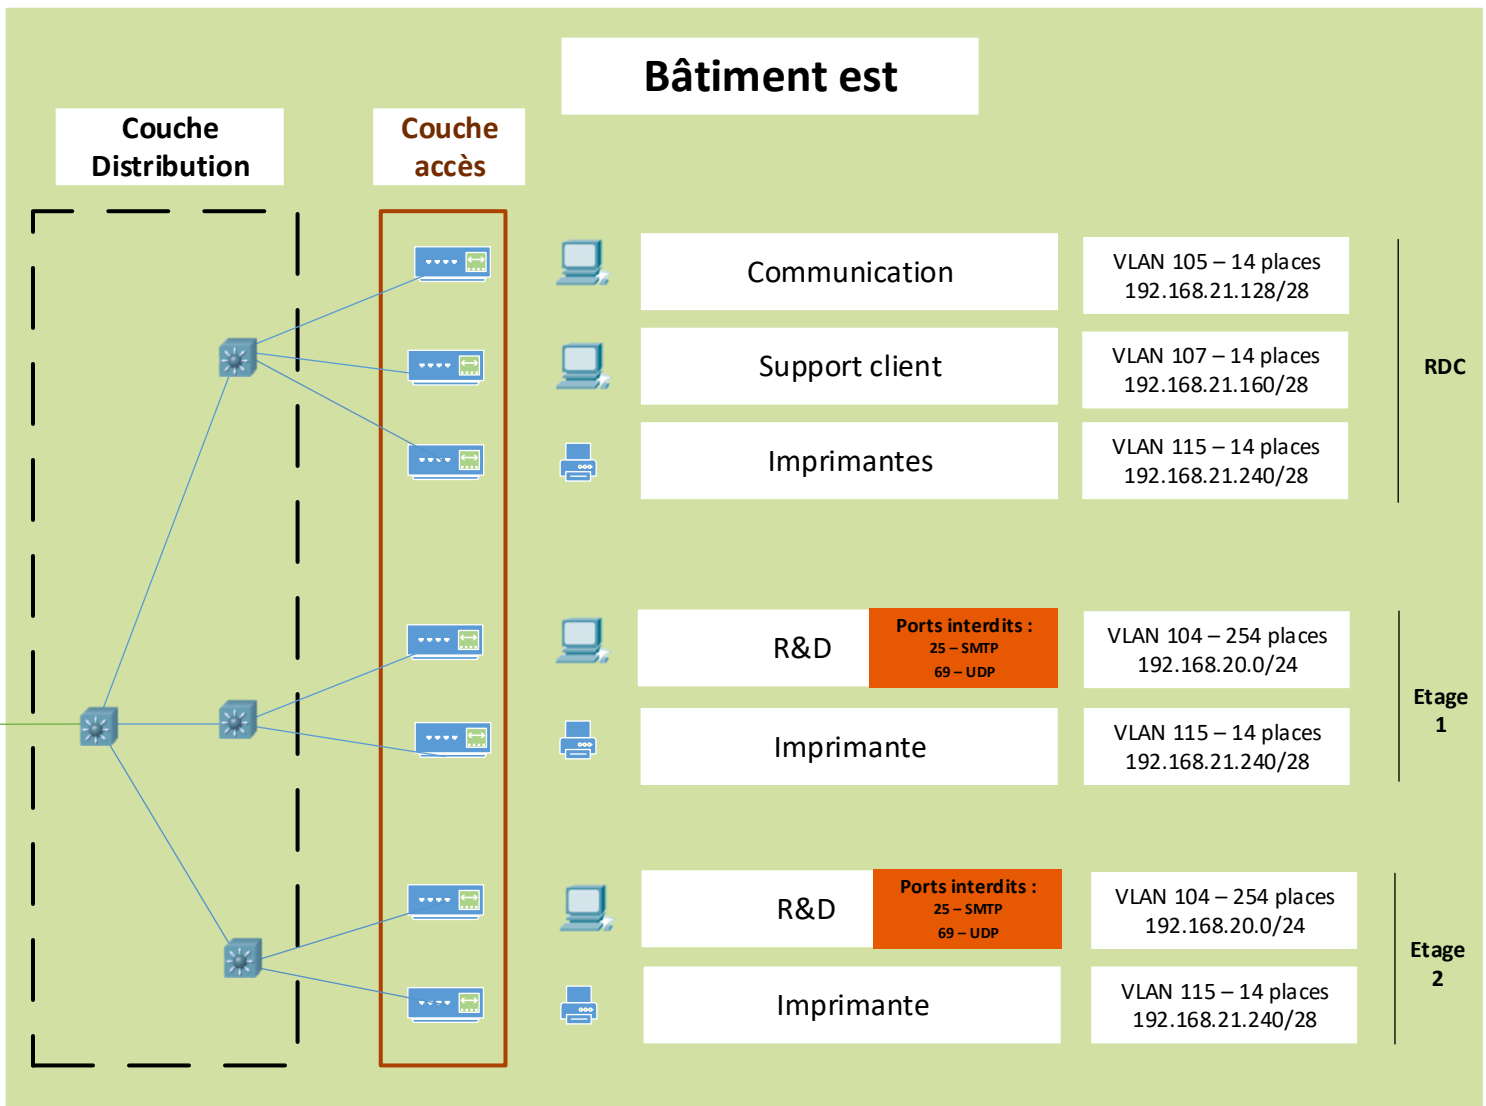 Bâtiment est
Couche
Distribution
Couche
accès
Communication
VLAN 105 – 14 places
192.168.21.128/28
Support client
VLAN 107 – 14 places
192.168.21.160/28
RDC
Imprimantes
VLAN 115 – 14 places
192.168.21.240/28
R&D
Ports interdits :
25 – SMTP
69 – UDP
VLAN 104 – 254 places
192.168.20.0/24
Etage
1
Imprimante
VLAN 115 – 14 places
192.168.21.240/28
R&D
Ports interdits :
25 – SMTP
69 – UDP
VLAN 104 – 254 places
192.168.20.0/24
Etage
2
Imprimante
VLAN 115 – 14 places
192.168.21.240/28